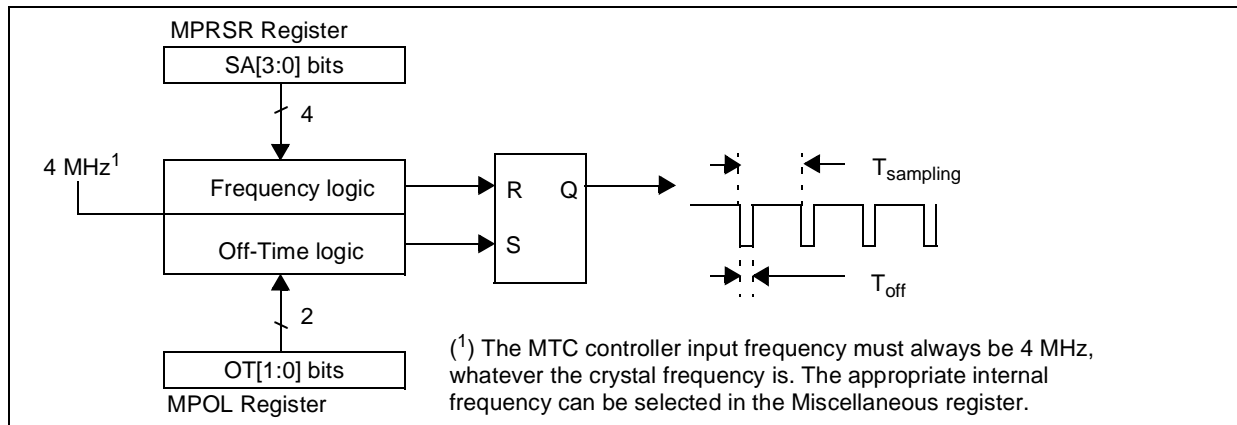 MPRSR Register
SA[3:0] bits
4
4 MHz¹
Frequency logic
Off-Time logic
R
Q
S
Tsampling
Toff
2
OT[1:0] bits
MPOL Register
(¹) The MTC controller input frequency must always be 4 MHz,
whatever the crystal frequency is. The appropriate internal
frequency can be selected in the Miscellaneous register.